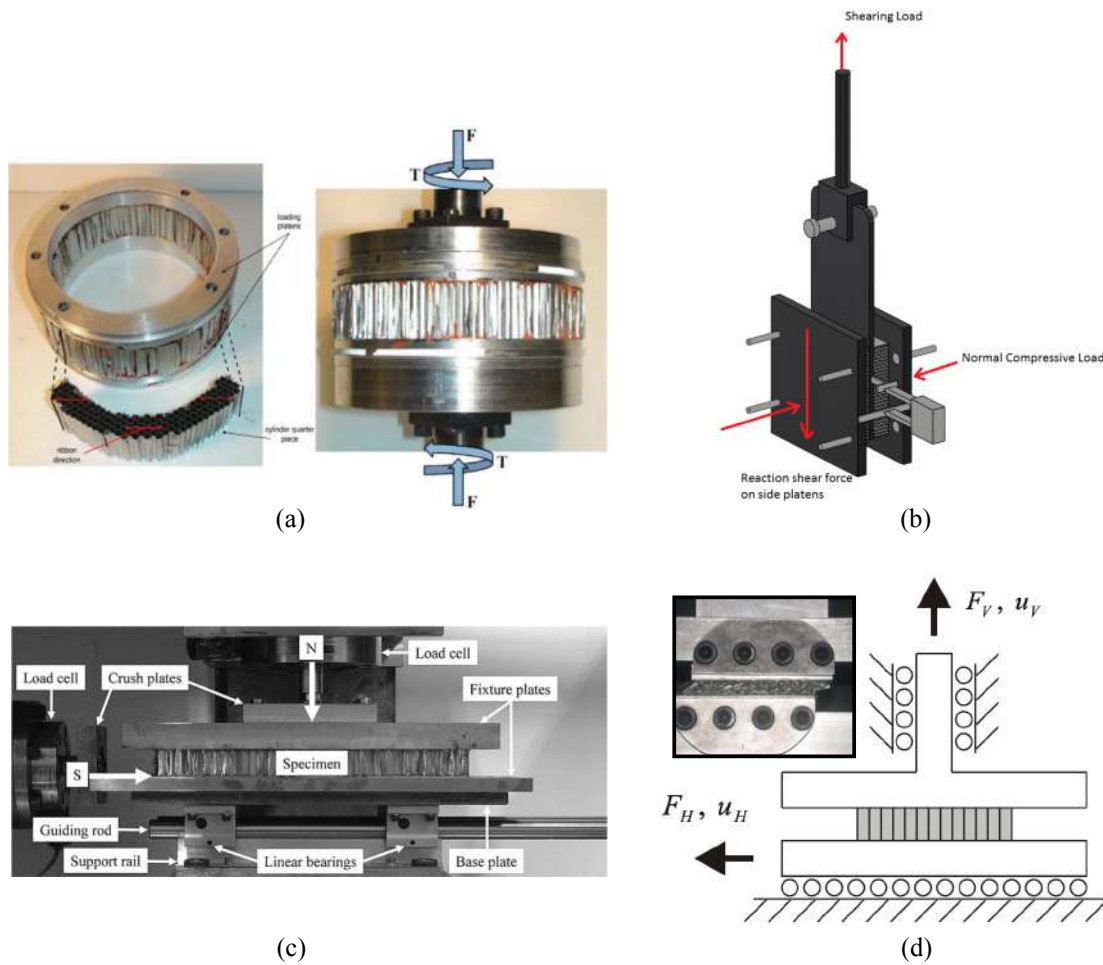 F
T
loading
platens
cylinder quarter
piece
ribbon
direction
T
F
(a)
Shearing Load
Normal Compressive Load
Reaction shear force
on side platens
(b)
N
Load cell
Load cell
Crush plates
Fixture plates
S
Specimen
Guiding rod
Support rail
Linear bearings
Base plate
(c)
F_V, u_V
F_H, u_H
(d)